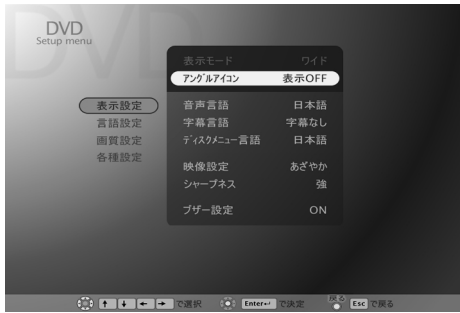 DVD
Setup menu
表示モード ワイド
アングルアイコン 表示OFF
表示設定
音声言語 日本語
言語設定
字幕言語 字幕なし
画質設定
ディスクメニュー言語 日本語
各種設定
映像設定 あざやか
シャープネス 強
ブザー設定 ON
↑ ↓ ← → で選択 Enter↵ で決定 戻る Esc で戻る